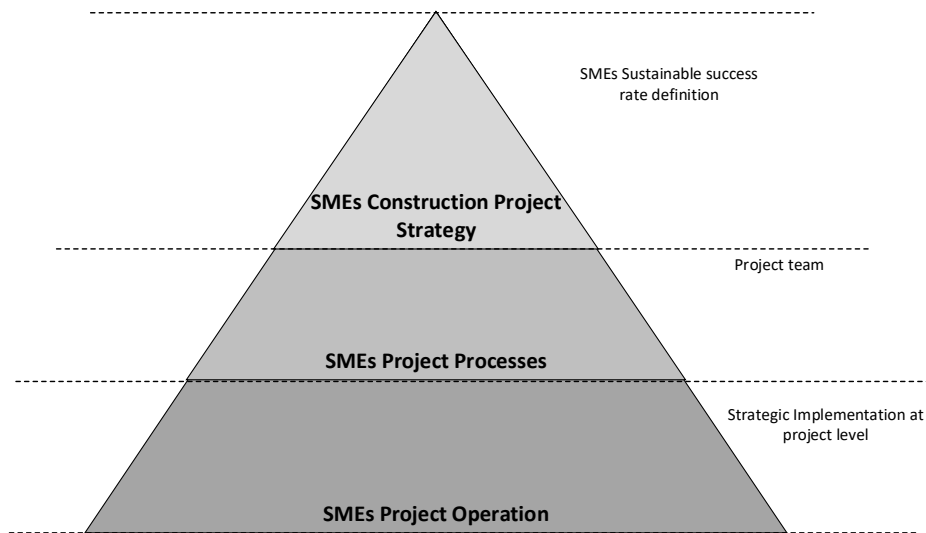 SMEs Sustainable success
rate definition
SMEs Construction Project
Strategy
Project team
SMEs Project Processes
Strategic Implementation at
project level
SMEs Project Operation